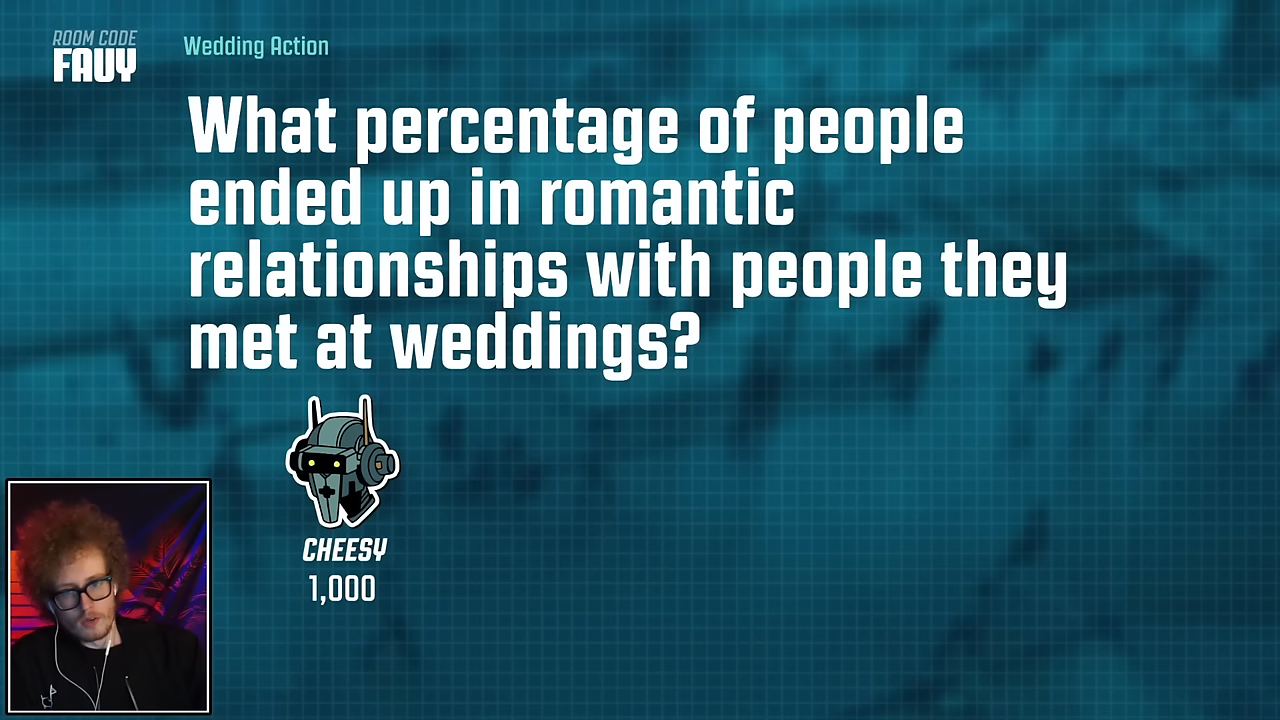 ROOM CODE
FAUY
Wedding Action
What percentage of people
ended up in romantic
relationships with people they
met at weddings?
CHEESY
1,000